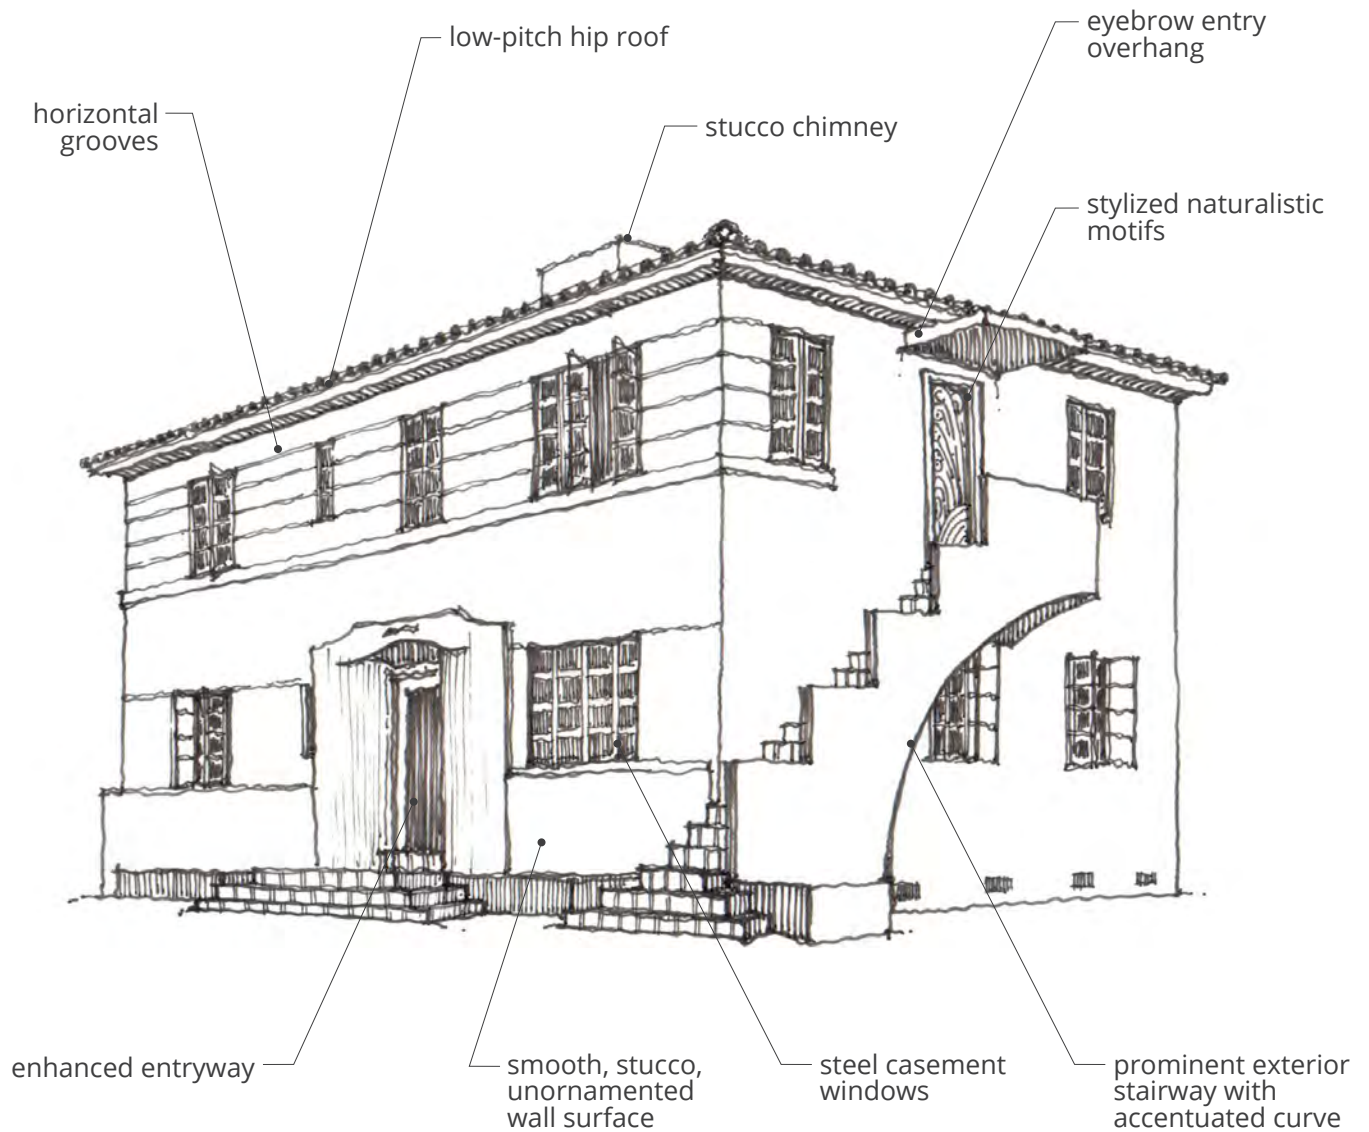 low-pitch hip roof
eyebrow entry
overhang
horizontal
grooves
stucco chimney
stylized naturalistic
motifs
enhanced entryway
smooth, stucco,
unornamented
wall surface
steel casement
windows
prominent exterior
stairway with
accentuated curve